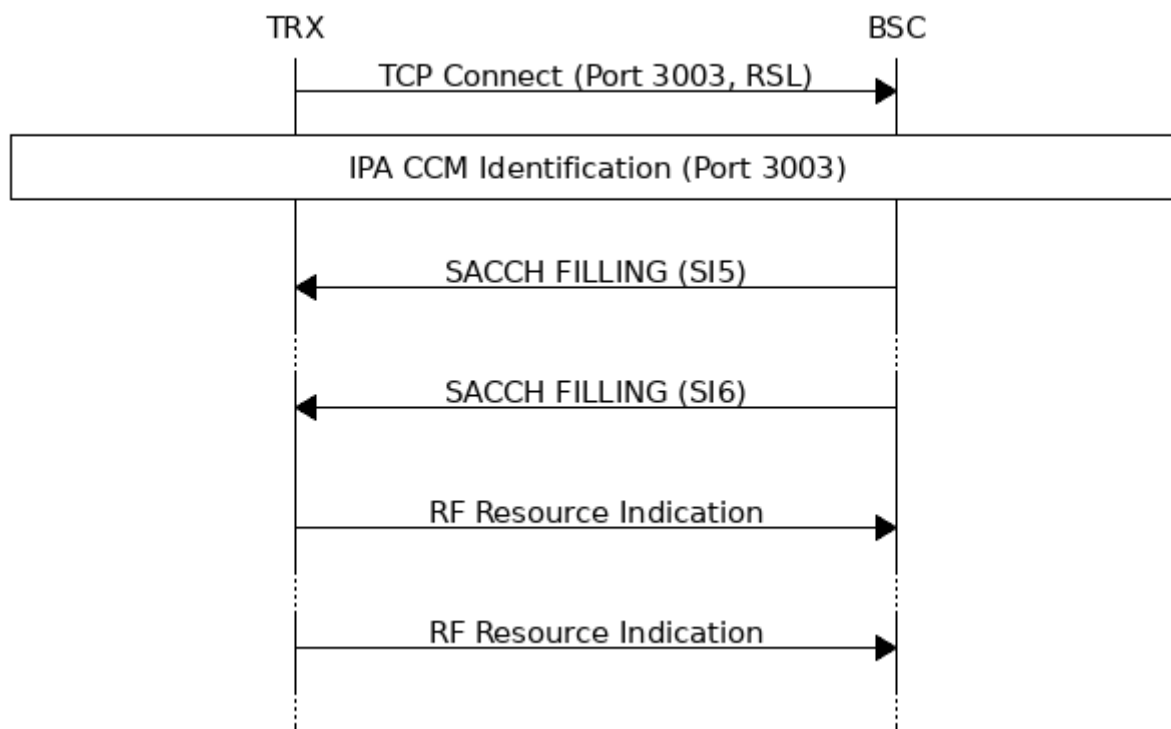 TRX
BSC
TCP Connect (Port 3003, RSL)
IPA CCM Identification (Port 3003)
SACCH FILLING (SI5)
SACCH FILLING (SI6)
RF Resource Indication
RF Resource Indication